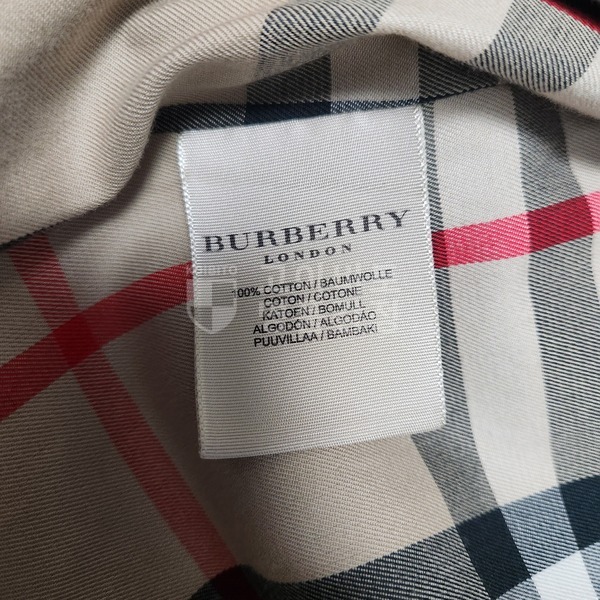 BURBERRY
LONDON
100% COTTON / BAUMWOLLE
COTON / COTONE
KATOEN / BOMULL
ALGODÓN / ALGODÃO
PUUVILLAA / BAMBAKI